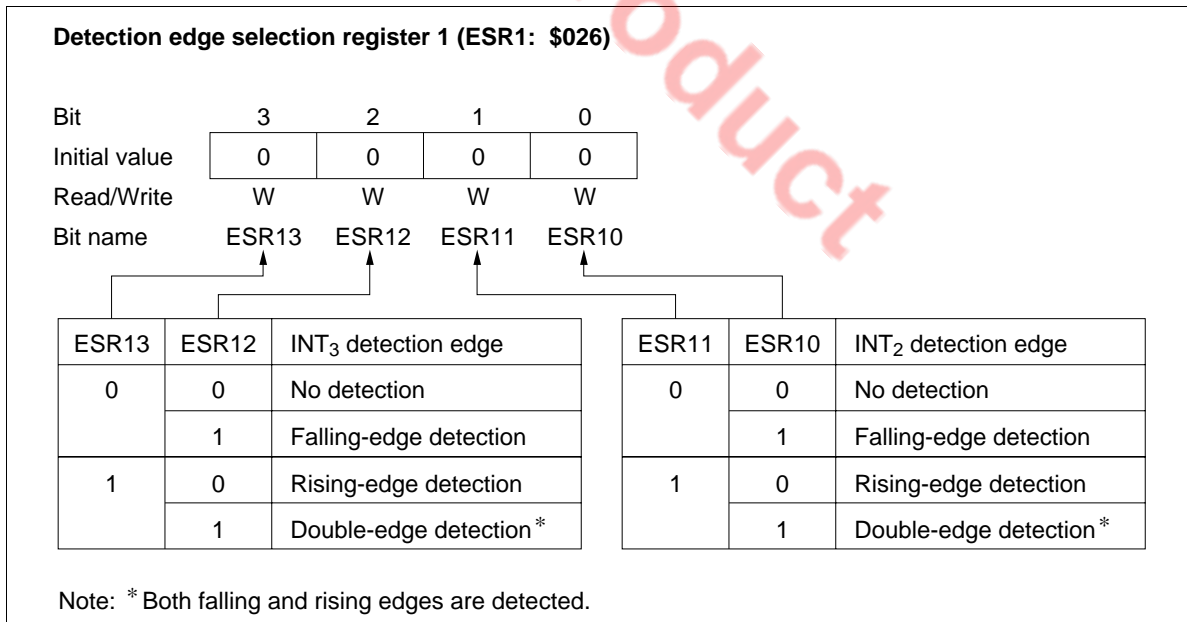 Detection edge selection register 1 (ESR1: $026)
Bit 3 2 1 0
Initial value 0 0 0 0
Read/Write W W W W
Bit name ESR13 ESR12 ESR11 ESR10
ESR13 ESR12 INT3 detection edge
0 0 No detection
1 Falling-edge detection
1 0 Rising-edge detection
1 Double-edge detection*
ESR11 ESR10 INT2 detection edge
0 0 No detection
1 Falling-edge detection
1 0 Rising-edge detection
1 Double-edge detection*
Note: * Both falling and rising edges are detected.